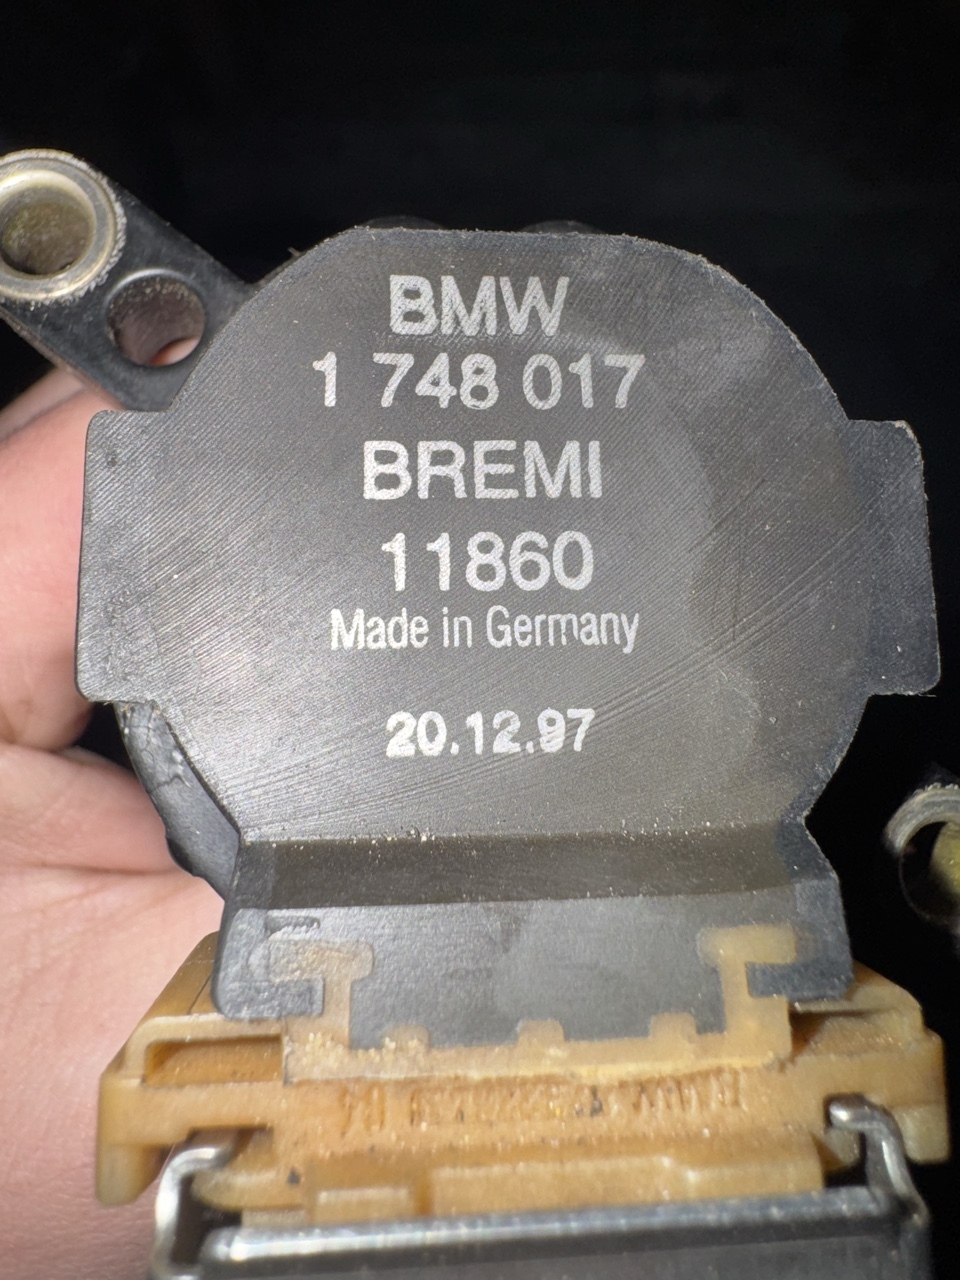 BMW
1 748 017
BREMI
11860
Made in Germany
20.12.97